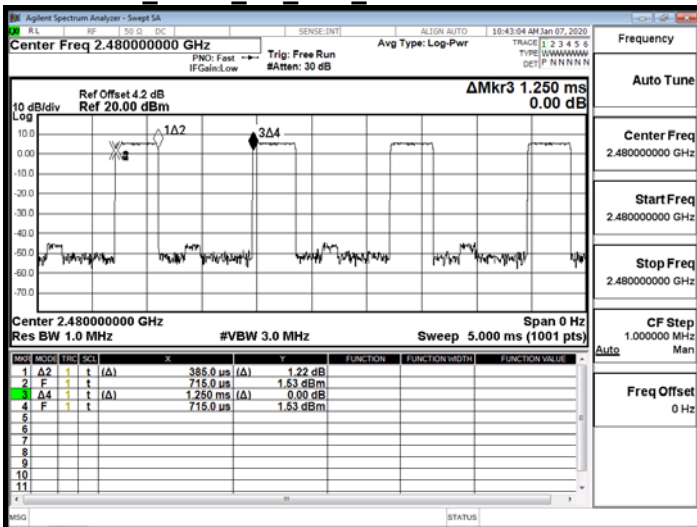 Agilent Spectrum Analyzer - Swept SA
RL RF 50 Ω DC SENSE:INT ALIGN AUTO 10:43:04 AM Jan 07, 2020
Center Freq 2.480000000 GHz
PNO: Fast
IFGain:Low
Trig: Free Run
#Atten: 30 dB
Avg Type: Log-Pwr
TRACE 1 2 3 4 5 6
TYPE WWWWWW
DET P N N N N N
Ref Offset 4.2 dB
Ref 20.00 dBm
10 dB/div
Log
ΔMkr3 1.250 ms
0.00 dB
10.0
0.00
-10.0
-20.0
-30.0
-40.0
-50.0
-60.0
-70.0
1Δ2
3Δ4
Center 2.480000000 GHz Span 0 Hz
Res BW 1.0 MHz #VBW 3.0 MHz Sweep 5.000 ms (1001 pts)
MKR MODE TRC SCL X Y FUNCTION FUNCTION WIDTH FUNCTION VALUE
1 Δ2 1 t (Δ) 385.0 µs (Δ) 1.22 dB
2 F 1 t 715.0 µs 1.53 dBm
3 Δ4 1 t (Δ) 1.250 ms (Δ) 0.00 dB
4 F 1 t 715.0 µs 1.53 dBm
5
6
7
8
9
10
11
MSG STATUS
Frequency
Auto Tune
Center Freq
2.480000000 GHz
Start Freq
2.480000000 GHz
Stop Freq
2.480000000 GHz
CF Step
1.000000 MHz
Auto Man
Freq Offset
0 Hz